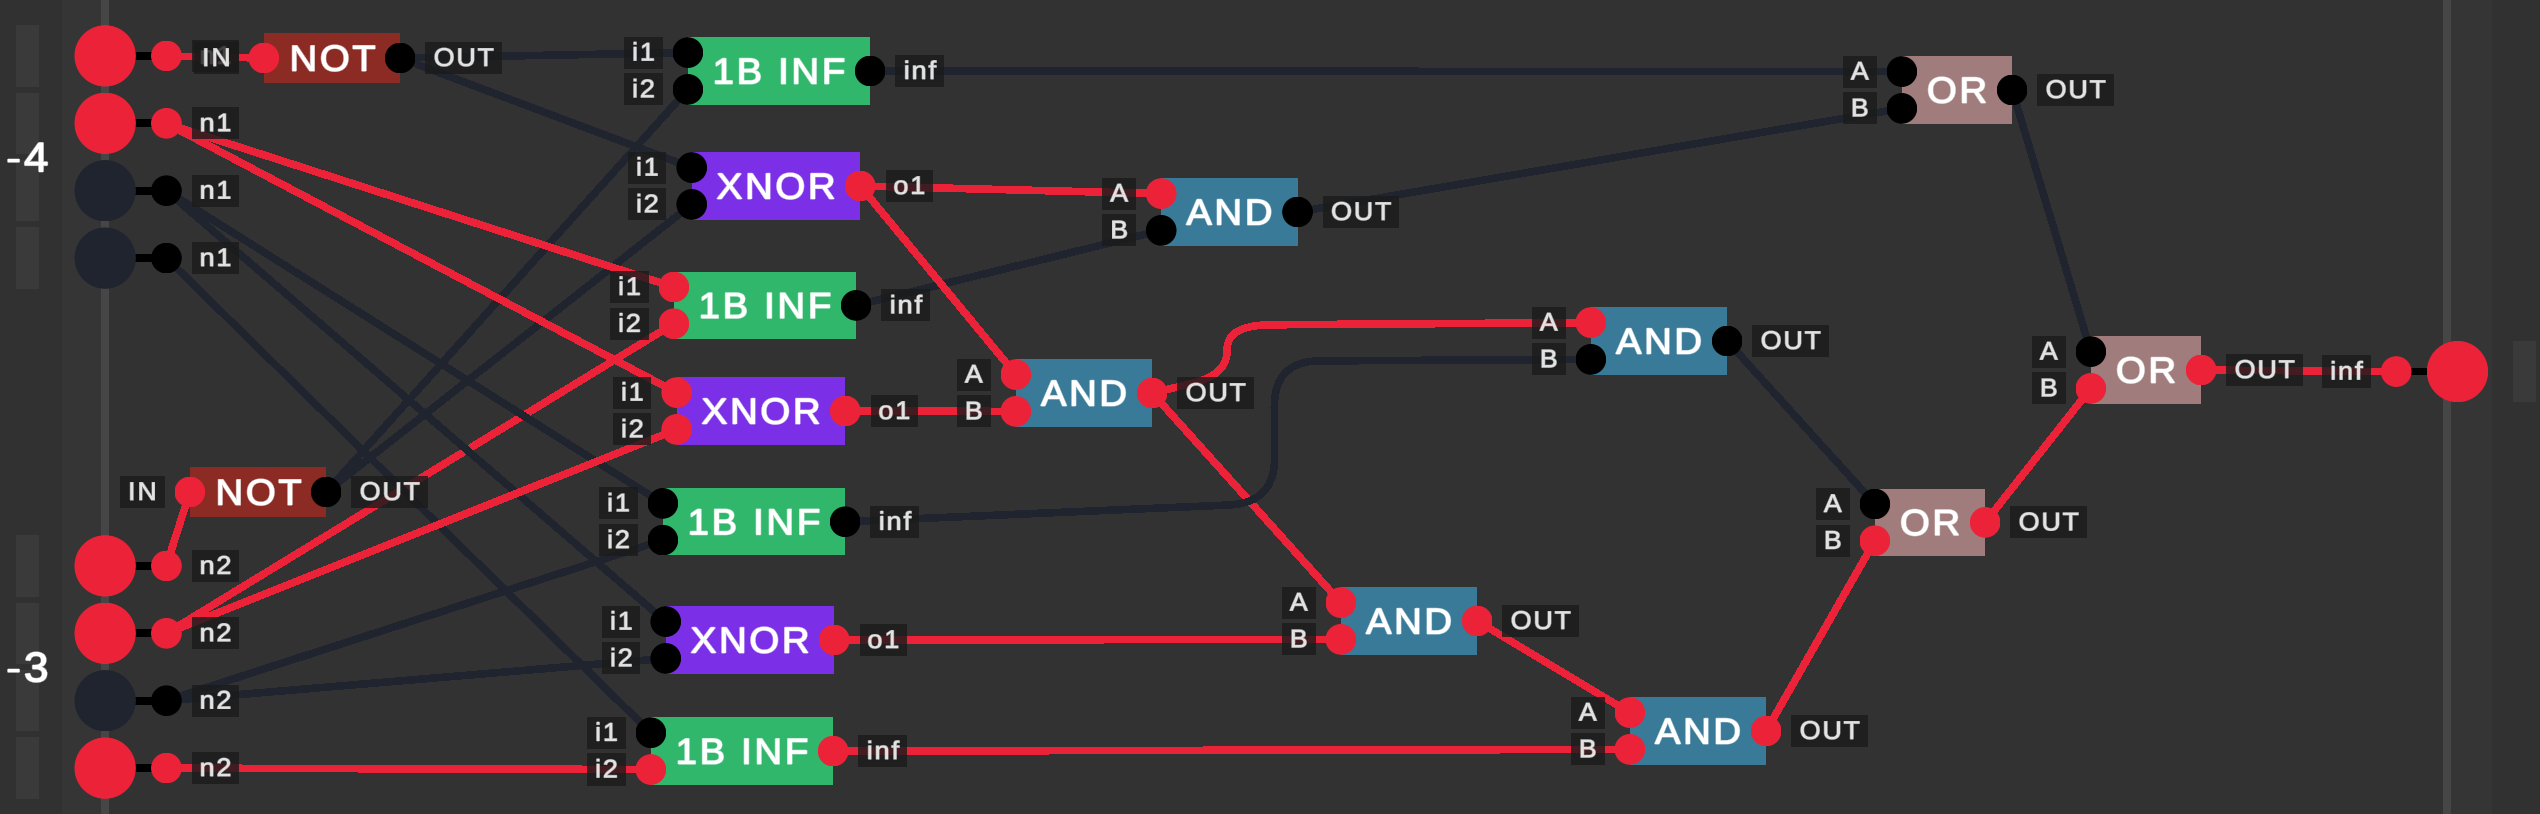 IN NOT OUT
i1 1B INF inf
i2
A OR OUT
B
n1
-4
n1
n1
i1 XNOR o1
i2
A AND OUT
B
i1 1B INF inf
i2
A AND OUT
B
i1 XNOR o1
i2
A AND OUT
B
A OR OUT inf
B
IN NOT OUT
i1 1B INF inf
i2
A OR OUT
B
n2
n2
-3
n2
n2
i1 XNOR o1
i2
A AND OUT
B
i1 1B INF inf
i2
A AND OUT
B